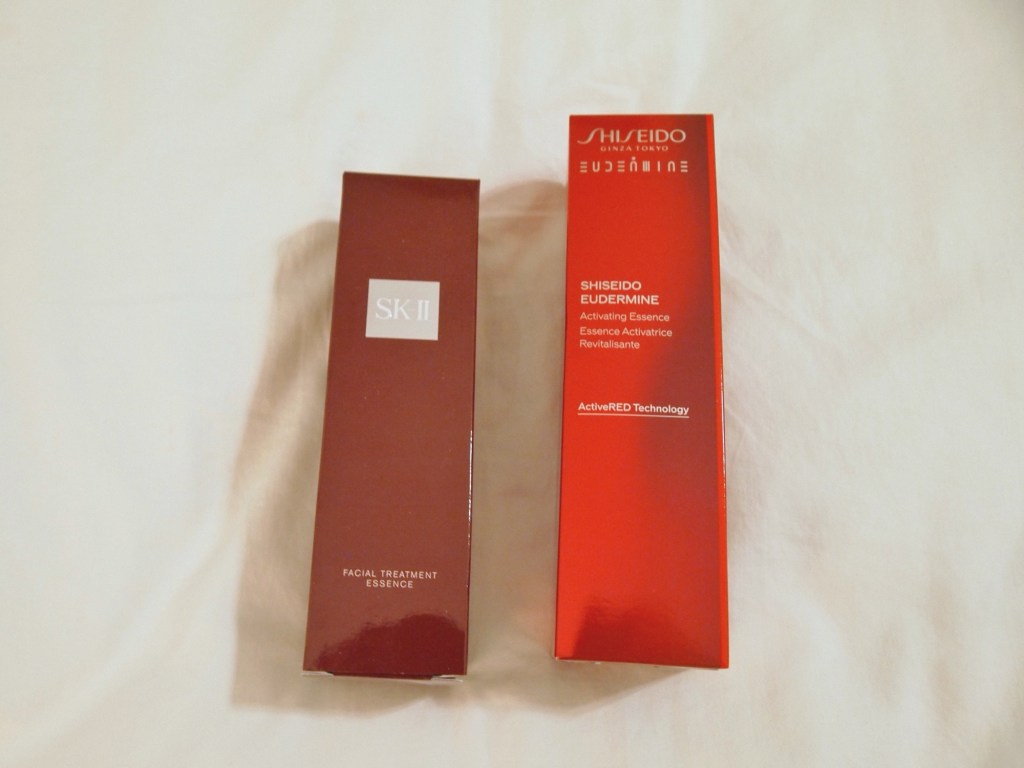 SK-II
FACIAL TREATMENT
ESSENCE
SHISEIDO
GINZA TOKYO
EUDERMINE
SHISEIDO
EUDERMINE
Activating Essence
Essence Activatrice
Revitalisante
ActiveRED Technology